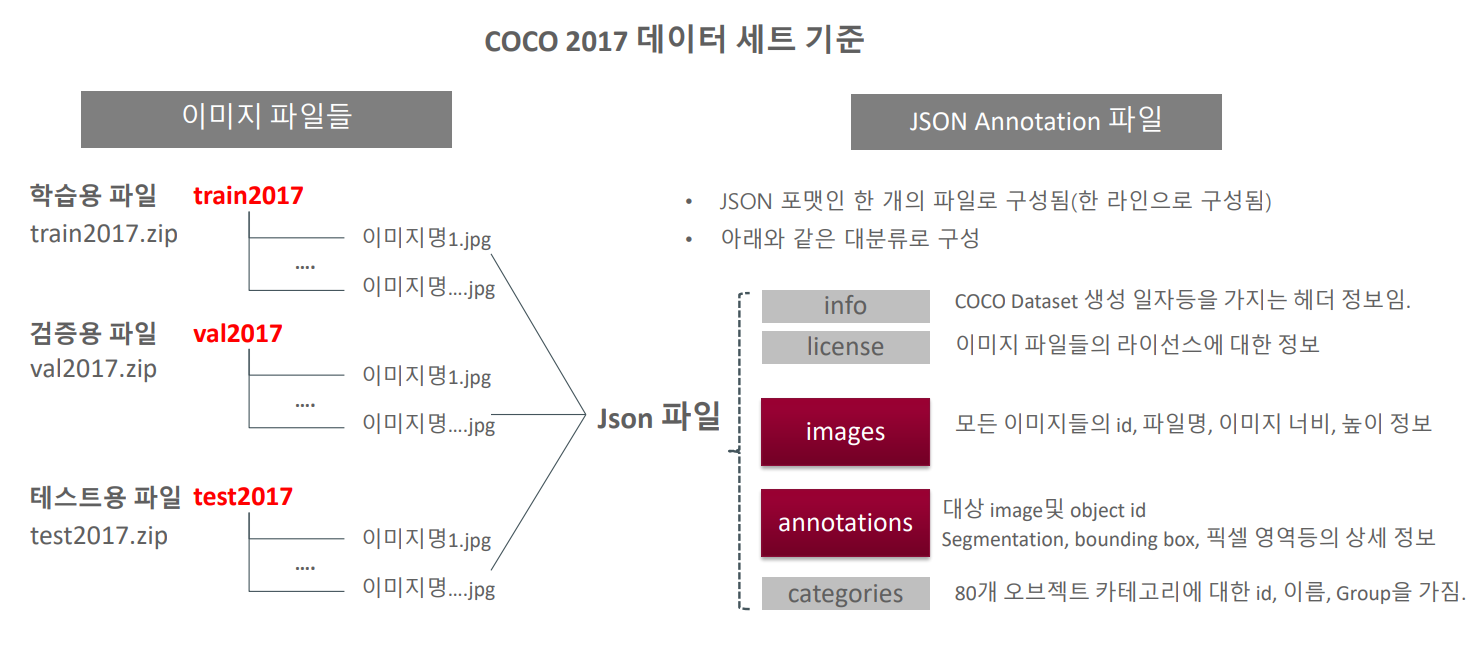 COCO 2017 데이터 세트 기준
이미지 파일들
학습용 파일 train2017
train2017.zip
이미지명1.jpg
....
이미지명....jpg
검증용 파일 val2017
val2017.zip
이미지명1.jpg
....
이미지명....jpg
테스트용 파일 test2017
test2017.zip
이미지명1.jpg
....
이미지명....jpg
Json 파일
JSON Annotation 파일
• JSON 포맷인 한 개의 파일로 구성됨(한 라인으로 구성됨)
• 아래와 같은 대분류로 구성
info COCO Dataset 생성 일자등을 가지는 헤더 정보임.
license 이미지 파일들의 라이선스에 대한 정보
images 모든 이미지들의 id, 파일명, 이미지 너비, 높이 정보
annotations 대상 image및 object id
Segmentation, bounding box, 픽셀 영역등의 상세 정보
categories 80개 오브젝트 카테고리에 대한 id, 이름, Group을 가짐.